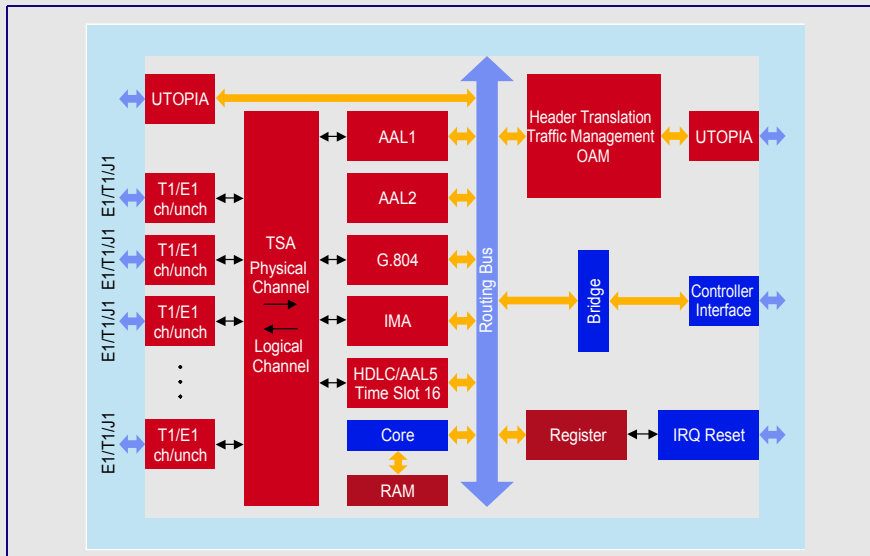 UTOPIA
E1/T1/J1
T1/E1
ch/unch
E1/T1/J1
T1/E1
ch/unch
E1/T1/J1
T1/E1
ch/unch
E1/T1/J1
T1/E1
ch/unch
TSA
Physical
Channel
Logical
Channel
AAL1
AAL2
G.804
IMA
HDLC/AAL5
Time Slot 16
Core
RAM
Routing Bus
Header Translation
Traffic Management
OAM
UTOPIA
Bridge
Controller
Interface
Register
IRQ Reset